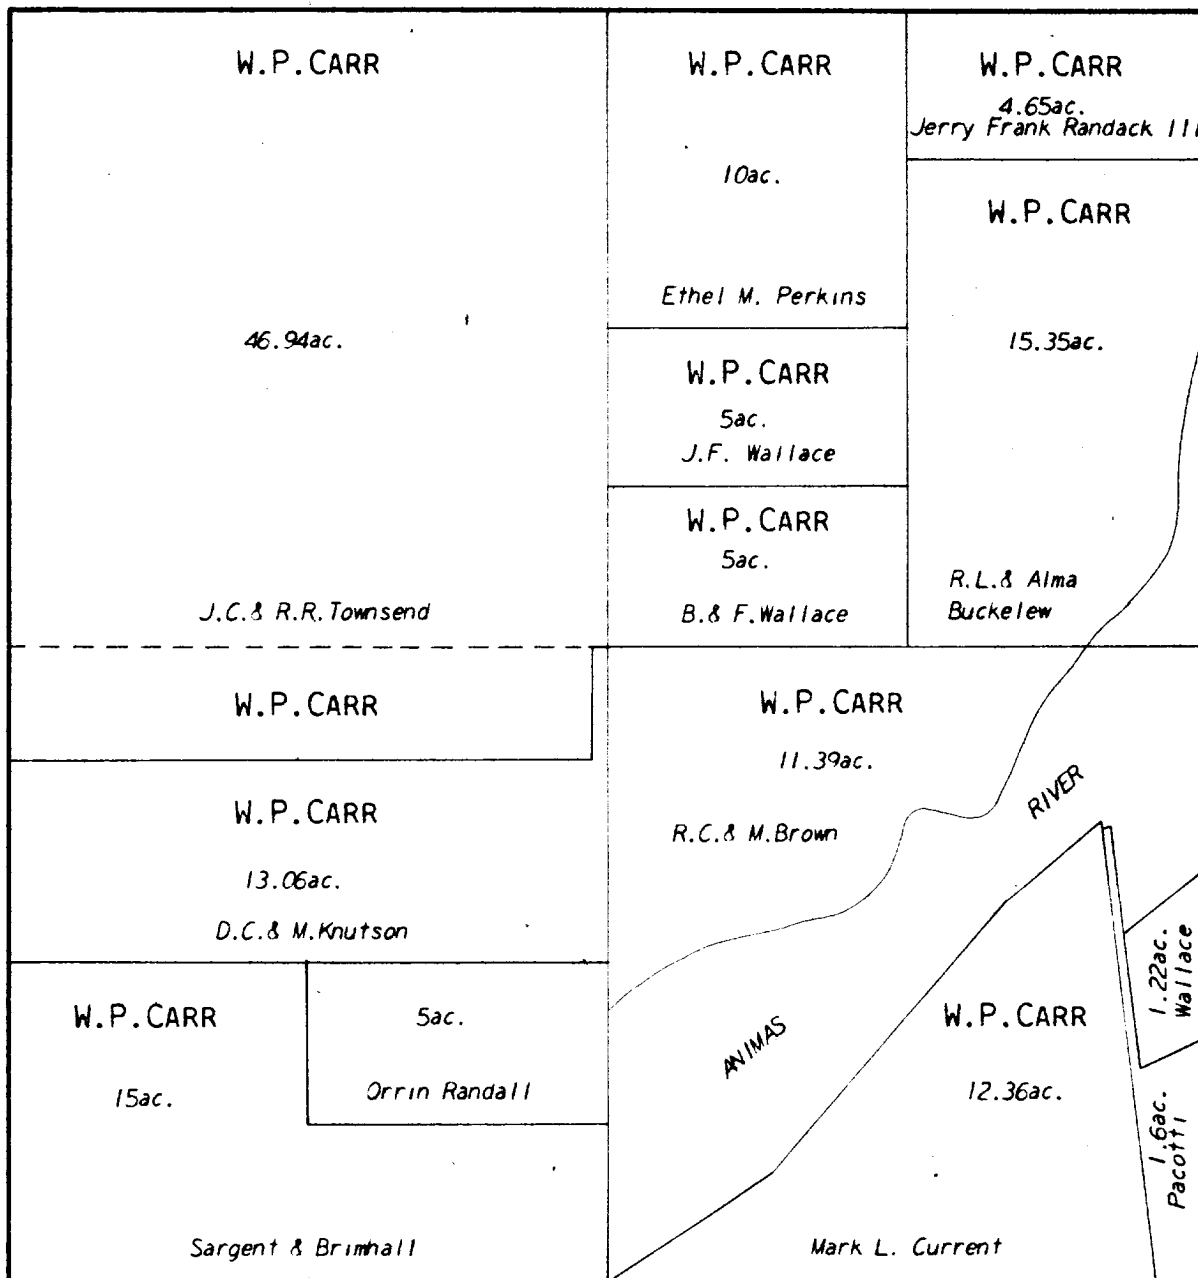 W.P.CARR
46.94ac.
J.C.& R.R.Townsend
W.P.CARR
10ac.
Ethel M. Perkins
W.P.CARR
4.65ac.
Jerry Frank Randack III
W.P.CARR
15.35ac.
R.L.& Alma
Buckelew
W.P.CARR
5ac.
J.F. Wallace
W.P.CARR
5ac.
B.& F.Wallace
W.P.CARR
W.P.CARR
13.06ac.
D.C.& M.Knutson
W.P.CARR
11.39ac.
R.C.& M.Brown
ANIMAS RIVER
W.P.CARR
15ac.
Sargent & Brimhall
5ac.
Orrin Randall
W.P.CARR
12.36ac.
Mark L. Current
1.22ac.
Wallace
1.6ac.
Pacotti